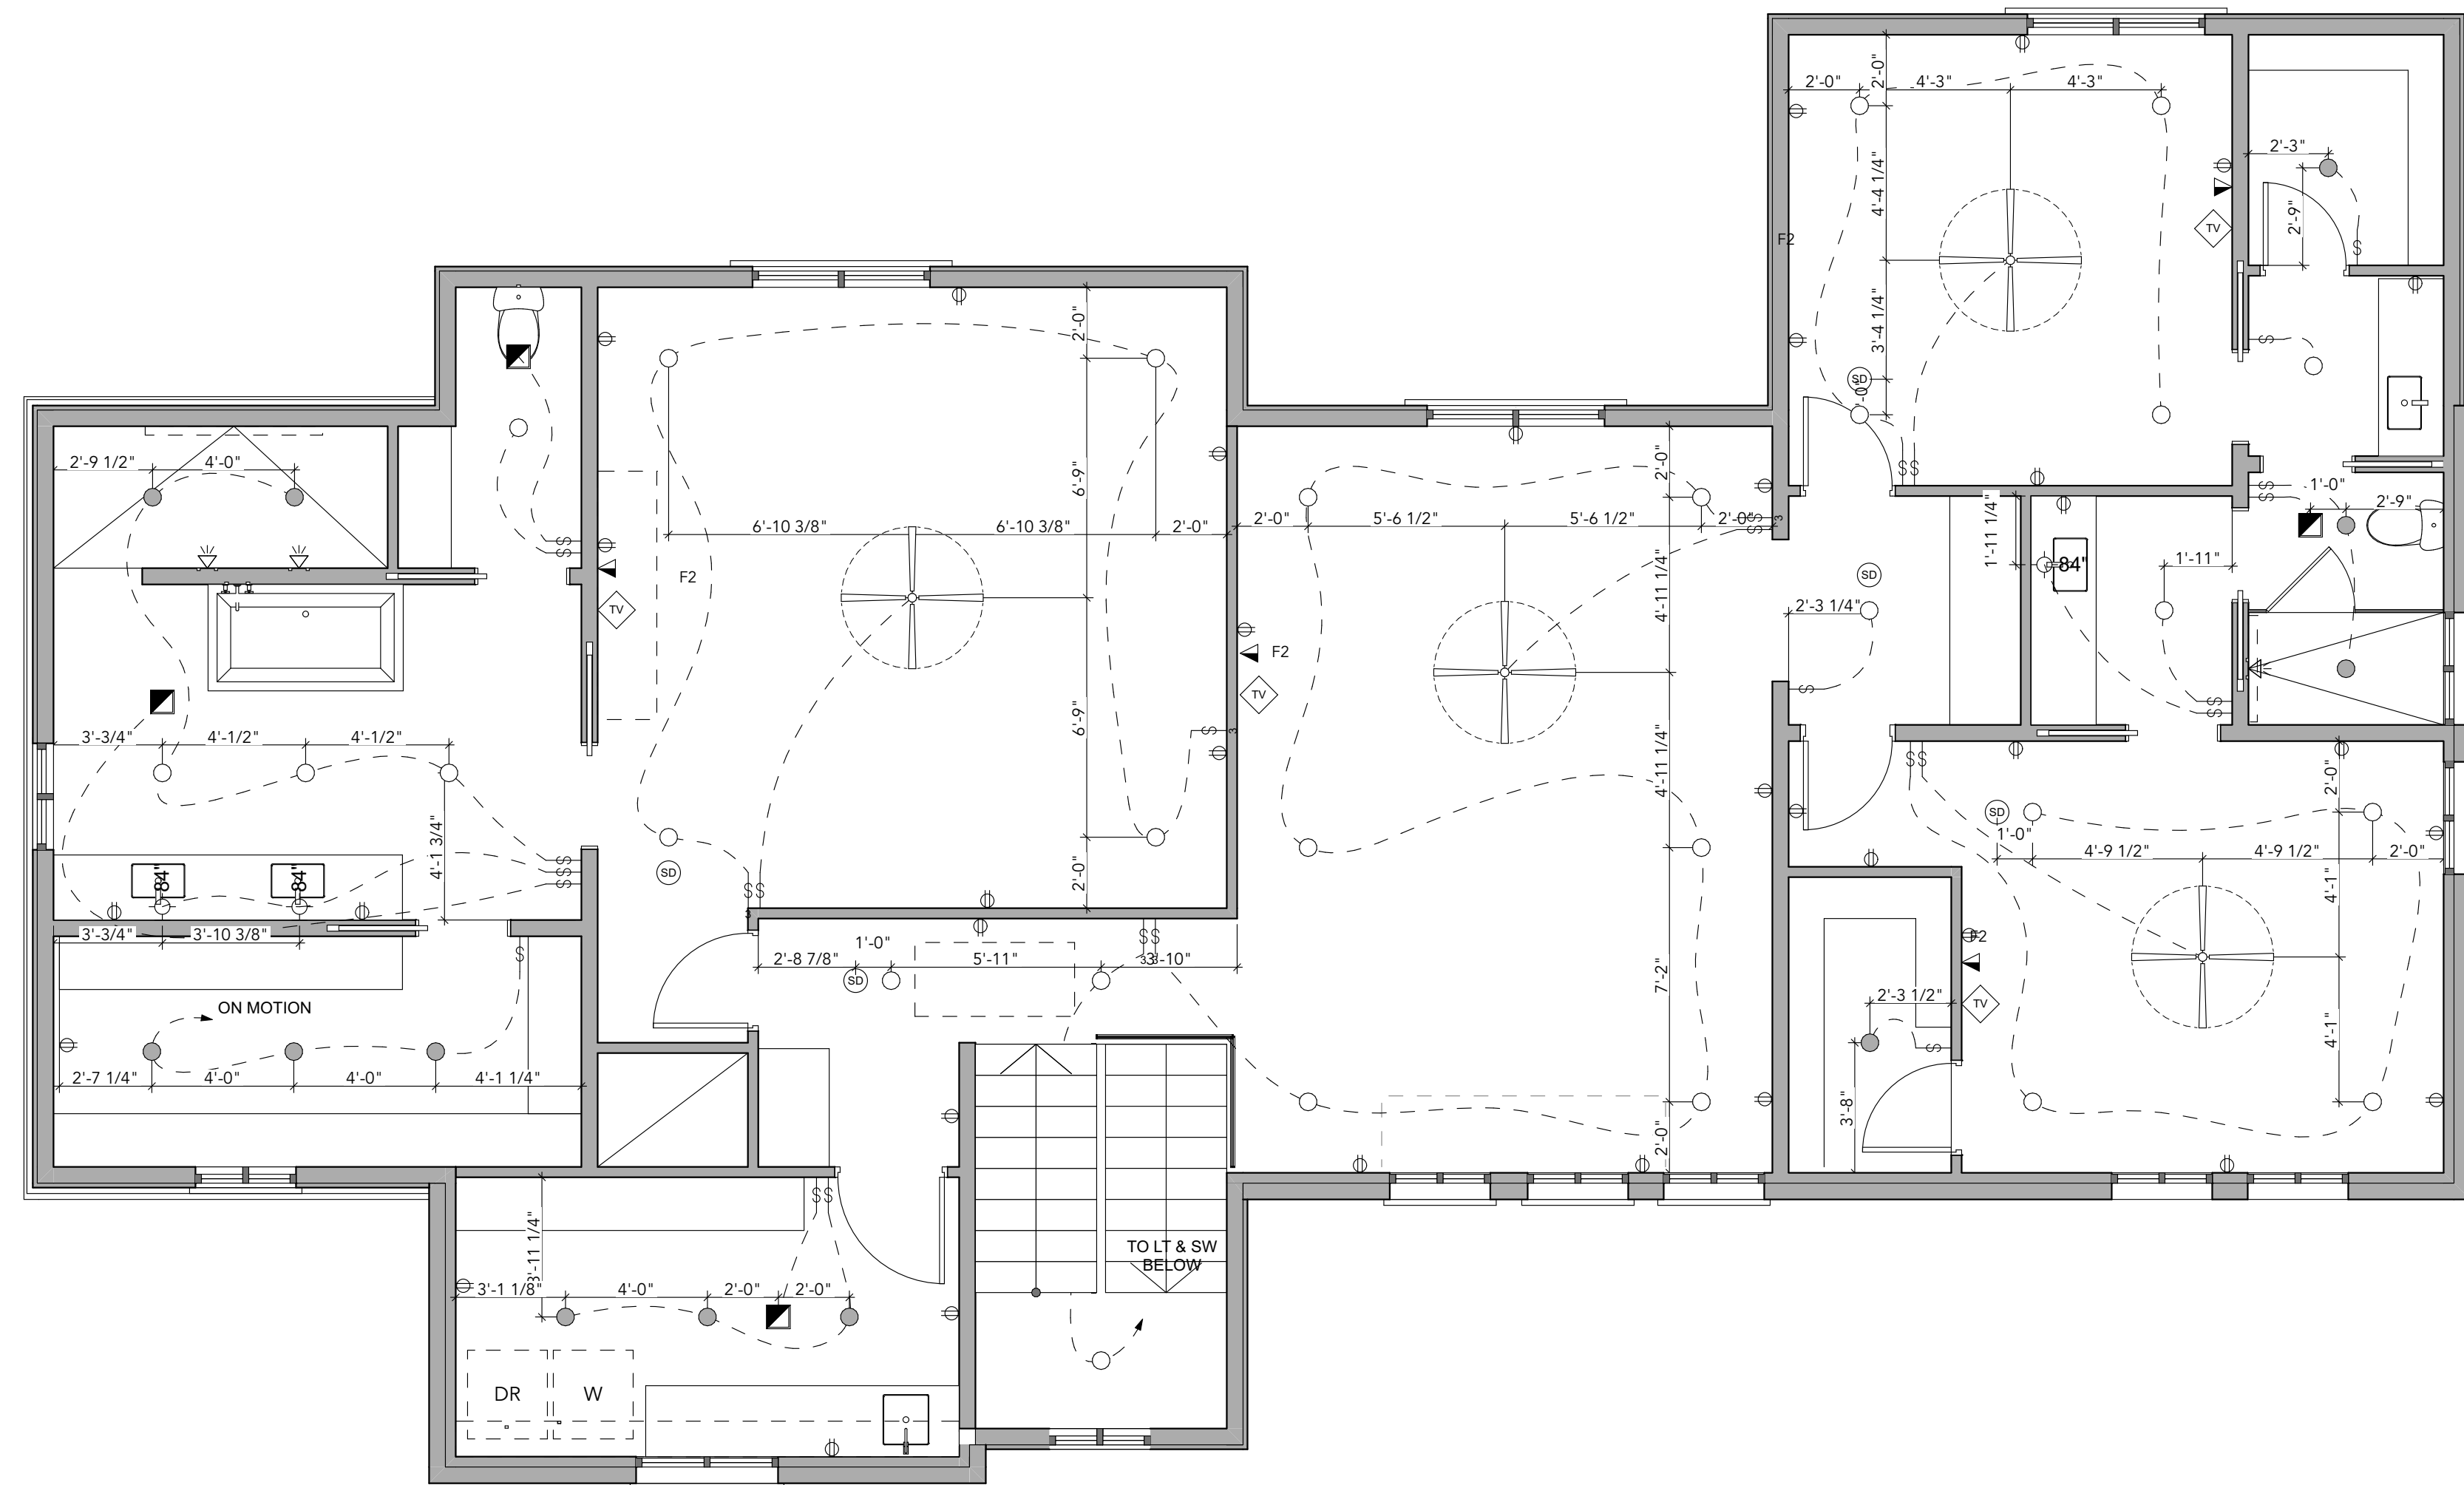 2'-0"
2'-0"
4'-3"
4'-3"
4'-4 1/4"
3'-4 1/4"
F2
SD
TV
S S
2'-3"
2'-9"
S
S
2'-0"
6'-9"
6'-10 3/8"
6'-10 3/8"
2'-0"
6'-9"
2'-0"
F2
TV
S
3
SD
S S
3
2'-9 1/2"
4'-0"
S
S
3'-3/4"
4'-1/2"
4'-1/2"
4'-1 3/4"
S
S
S
84"
84"
3'-3/4"
3'-10 3/8"
S
ON MOTION
2'-7 1/4"
4'-0"
4'-0"
4'-1 1/4"
2'-0"
2'-0"
5'-6 1/2"
5'-6 1/2"
2'-0"
S
S
3
4'-11 1/4"
4'-11 1/4"
F2
TV
7'-2"
2'-0"
2'-8 7/8"
1'-0"
5'-11"
3'-10"
SD
S S
SD
2'-3 1/4"
S
1'-11 1/4"
84"
1'-11"
S
S
S
S
1'-0"
2'-9"
S S
SD
1'-0"
4'-9 1/2"
4'-9 1/2"
2'-0"
2'-0"
4'-1"
4'-1"
F2
TV
2'-3 1/2"
S
3'-8"
S S
3'-1 1/8"
4'-0"
2'-0"
2'-0"
DR
W
TO LT & SW
BELOW